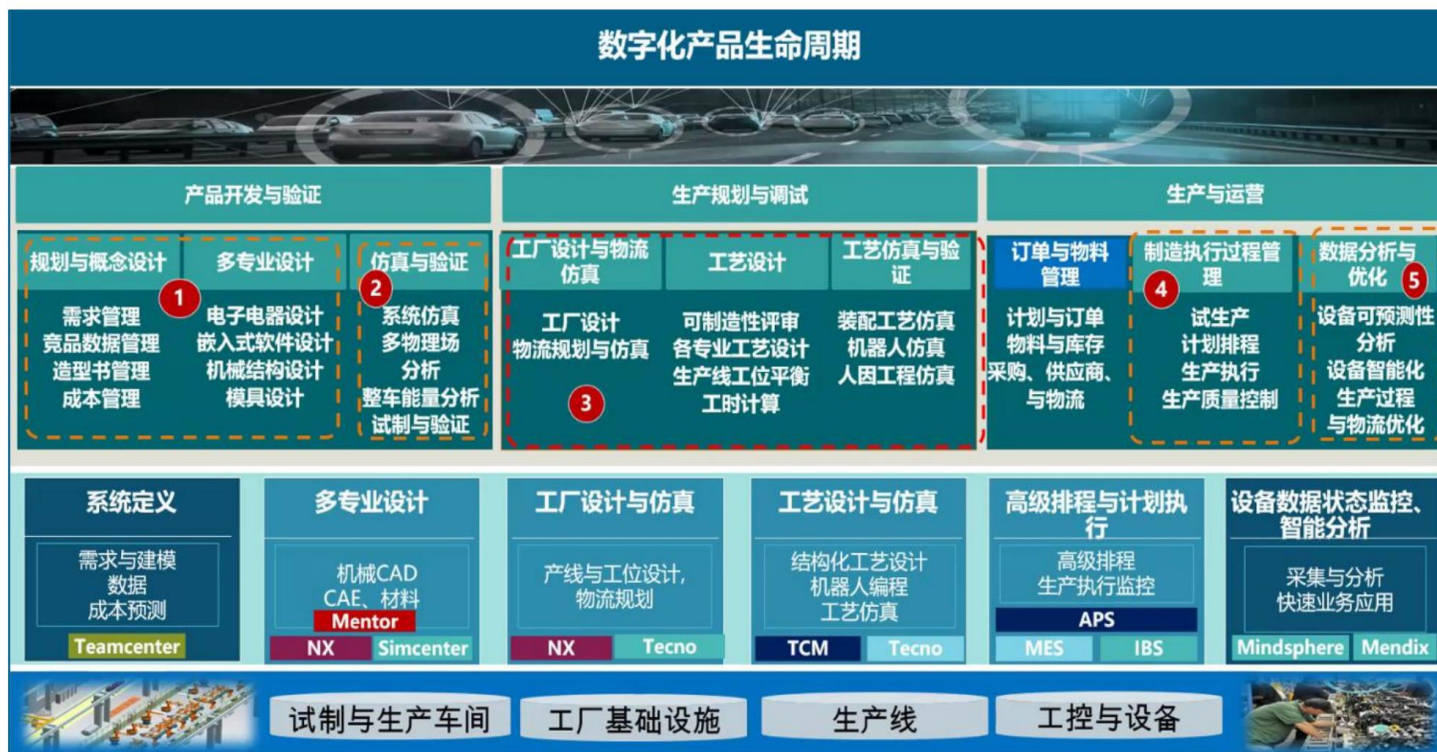 数字化产品生命周期
产品开发与验证
生产规划与调试
生产与运营
规划与概念设计
1
需求管理
竞品数据管理
造型书管理
成本管理
多专业设计
电子电器设计
嵌入式软件设计
机械结构设计
模具设计
仿真与验证
2
系统仿真
多物理场
分析
整车能量分析
试制与验证
工厂设计与物流
仿真
工厂设计
物流规划与仿真
3
工艺设计
可制造性评审
各专业工艺设计
生产线工位平衡
工时计算
工艺仿真与验
证
装配工艺仿真
机器人仿真
人因工程仿真
订单与物料
管理
计划与订单
物料与库存
采购、供应商、
与物流
制造执行过程管
理
4
试生产
计划排程
生产执行
生产质量控制
数据分析与
优化
5
设备可预测性
分析
设备智能化
生产过程
与物流优化
系统定义
需求与建模
数据
成本预测
Teamcenter
多专业设计
机械CAD
CAE、材料
Mentor
NX
Simcenter
工厂设计与仿真
产线与工位设计,
物流规划
NX
Tecno
工艺设计与仿真
结构化工艺设计
机器人编程
工艺仿真
TCM
Tecno
高级排程与计划执
行
高级排程
生产执行监控
APS
MES
IBS
设备数据状态监控、
智能分析
采集与分析
快速业务应用
Mindsphere
Mendix
试制与生产车间
工厂基础设施
生产线
工控与设备